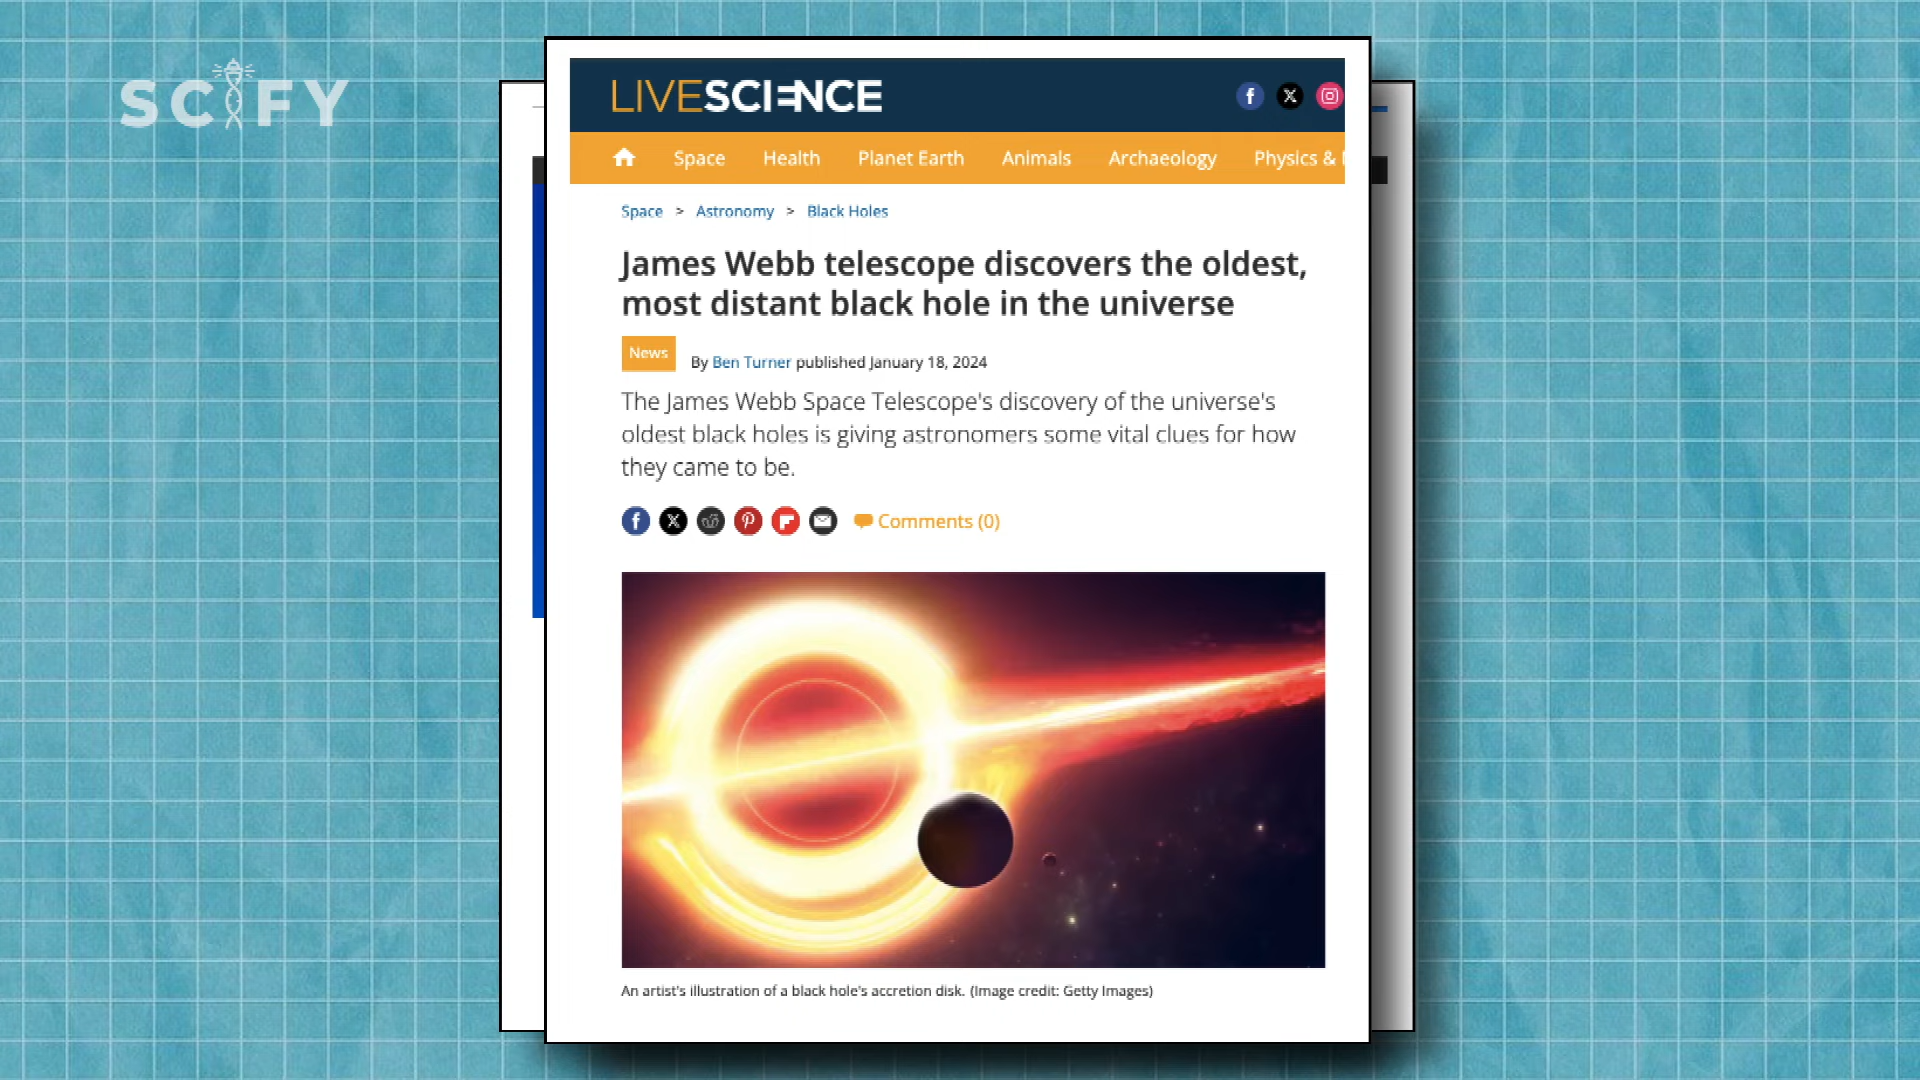 SCIFY
LIVESCIENCE
Space Health Planet Earth Animals Archaeology Physics &
Space > Astronomy > Black Holes
James Webb telescope discovers the oldest,
most distant black hole in the universe
News
By Ben Turner published January 18, 2024
The James Webb Space Telescope's discovery of the universe's
oldest black holes is giving astronomers some vital clues for how
they came to be.
Comments (0)
An artist's illustration of a black hole's accretion disk. (Image credit: Getty Images)